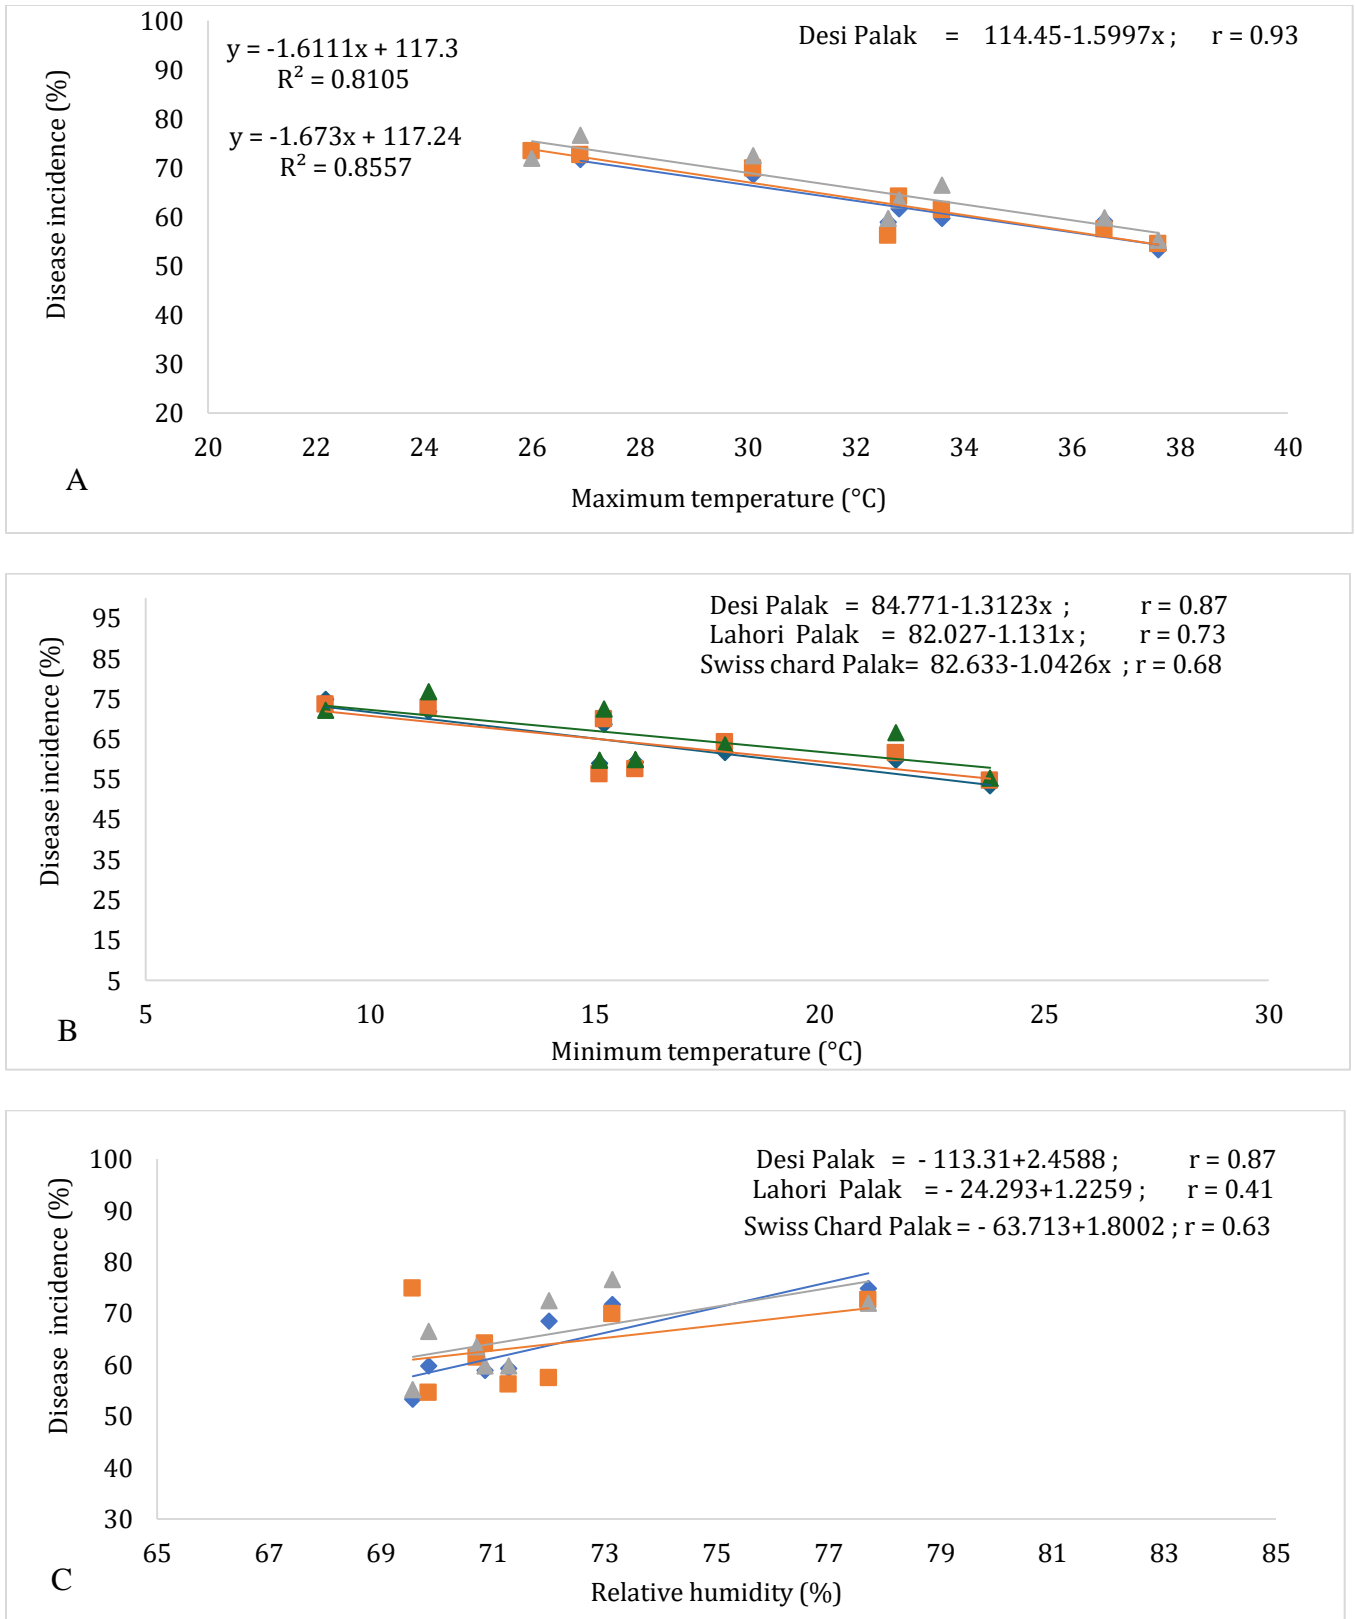 y = -1.6111x + 117.3
R² = 0.8105
y = -1.673x + 117.24
R² = 0.8557
Desi Palak = 114.45-1.5997x ; r = 0.93
Disease incidence (%)
100
90
80
70
60
50
40
30
20
20 22 24 26 28 30 32 34 36 38 40
A
Maximum temperature (°C)
Desi Palak = 84.771-1.3123x ; r = 0.87
Lahori Palak = 82.027-1.131x ; r = 0.73
Swiss chard Palak= 82.633-1.0426x ; r = 0.68
Disease incidence (%)
95
85
75
65
55
45
35
25
15
5
5 10 15 20 25 30
B
Minimum temperature (°C)
Desi Palak = - 113.31+2.4588 ; r = 0.87
Lahori Palak = - 24.293+1.2259 ; r = 0.41
Swiss Chard Palak = - 63.713+1.8002 ; r = 0.63
Disease incidence (%)
100
90
80
70
60
50
40
30
65 67 69 71 73 75 77 79 81 83 85
C
Relative humidity (%)